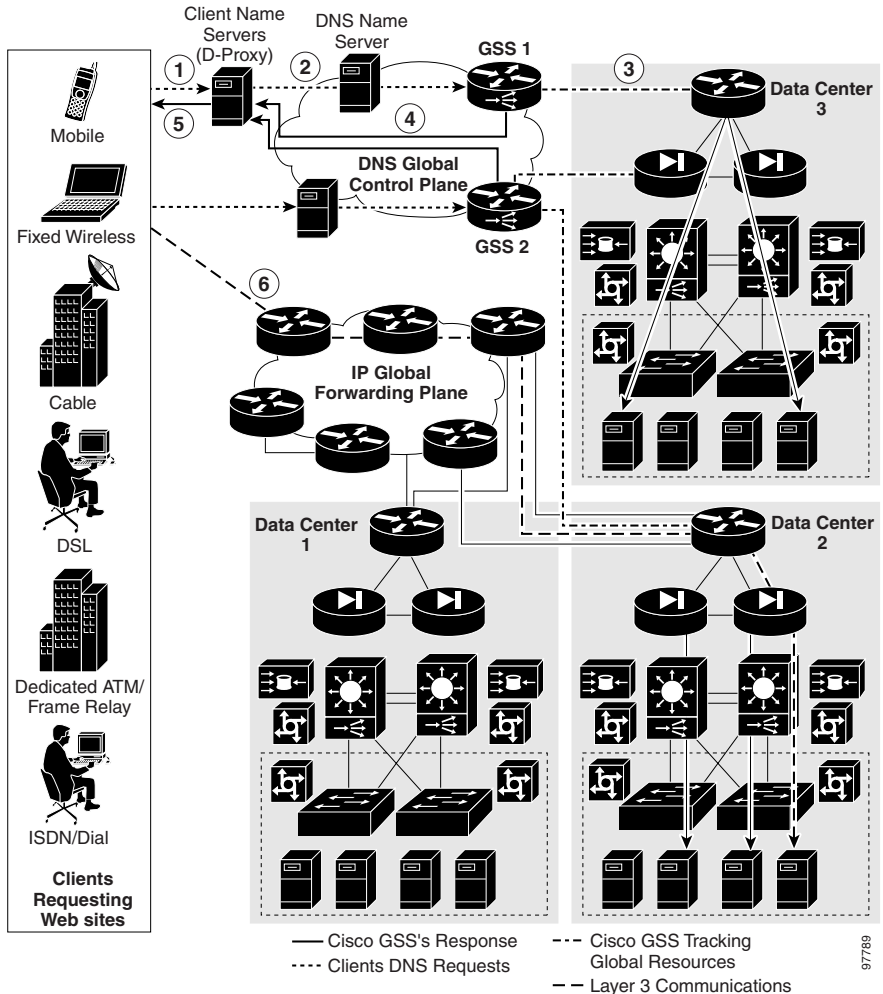 Client Name
Servers
(D-Proxy)
DNS Name
Server
GSS 1
1
2
3
Data Center
3
Mobile
5
4
DNS Global
Control Plane
Fixed Wireless
GSS 2
6
IP Global
Forwarding Plane
Cable
Data Center
1
Data Center
2
DSL
Dedicated ATM/
Frame Relay
ISDN/Dial
Clients
Requesting
Web sites
Cisco GSS's Response
Clients DNS Requests
Cisco GSS Tracking
Global Resources
Layer 3 Communications
97789